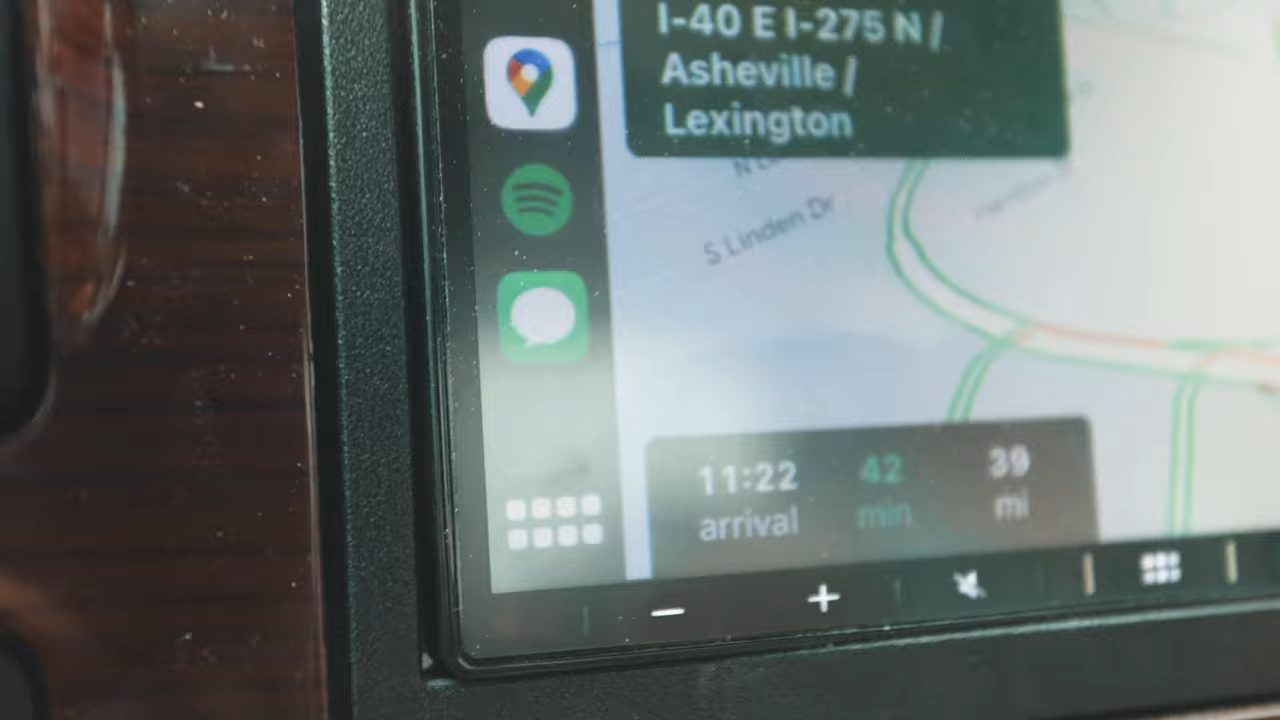 I-40 E I-275 N /
Asheville /
Lexington
S Linden Dr
11:22 42 39
arrival min mi